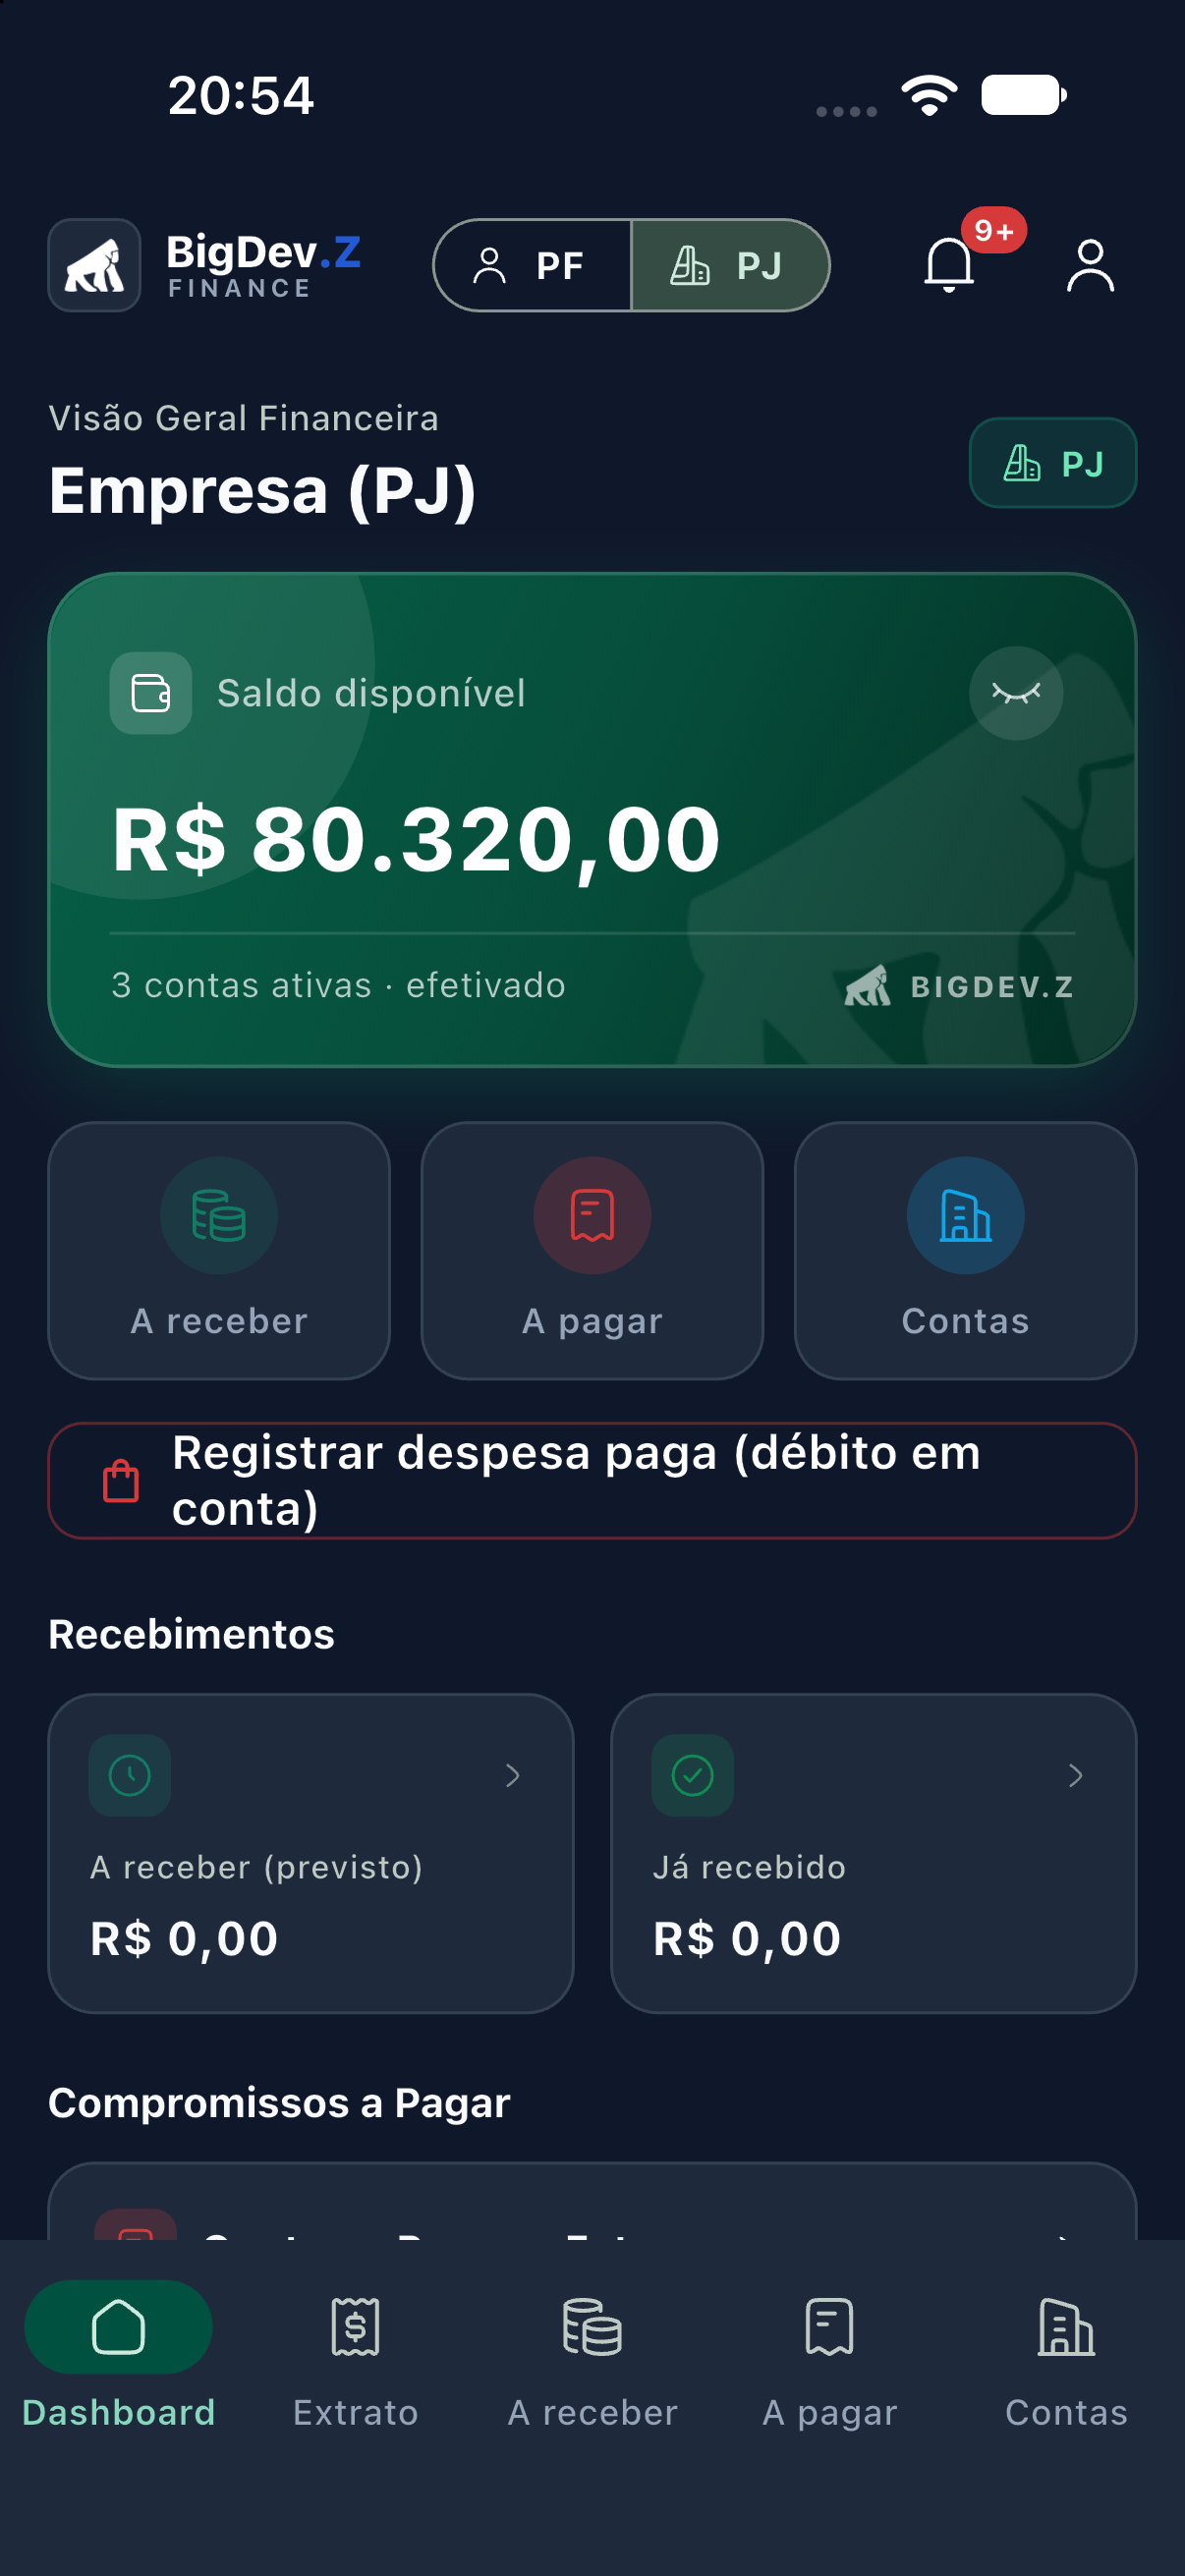 20:54
BigDev.Z
FINANCE
PF
PJ
9+
Visão Geral Financeira
Empresa (PJ)
PJ
Saldo disponível
R$ 80.320,00
3 contas ativas · efetivado
BIGDEV.Z
A receber
A pagar
Contas
Registrar despesa paga (débito em
conta)
Recebimentos
A receber (previsto)
R$ 0,00
Já recebido
R$ 0,00
Compromissos a Pagar
Dashboard
Extrato
A receber
A pagar
Contas